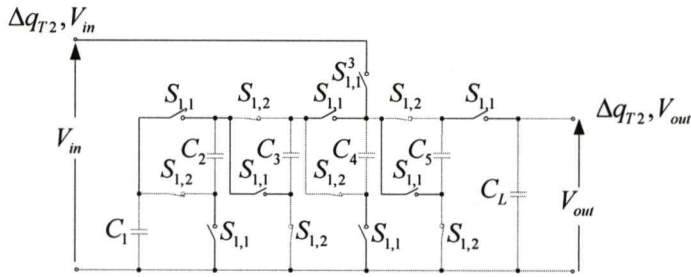 Δq_{T2}, V_{in}
S^3_{1,1}
S_{1,1} S_{1,2} S_{1,1} S_{1,2} S_{1,1}
Δq_{T2}, V_{out}
V_{in}
C_2 C_3 C_4 C_5
S_{1,2} S_{1,1} S_{1,2} S_{1,1}
C_L
V_{out}
C_1 S_{1,1} S_{1,2} S_{1,1} S_{1,2}